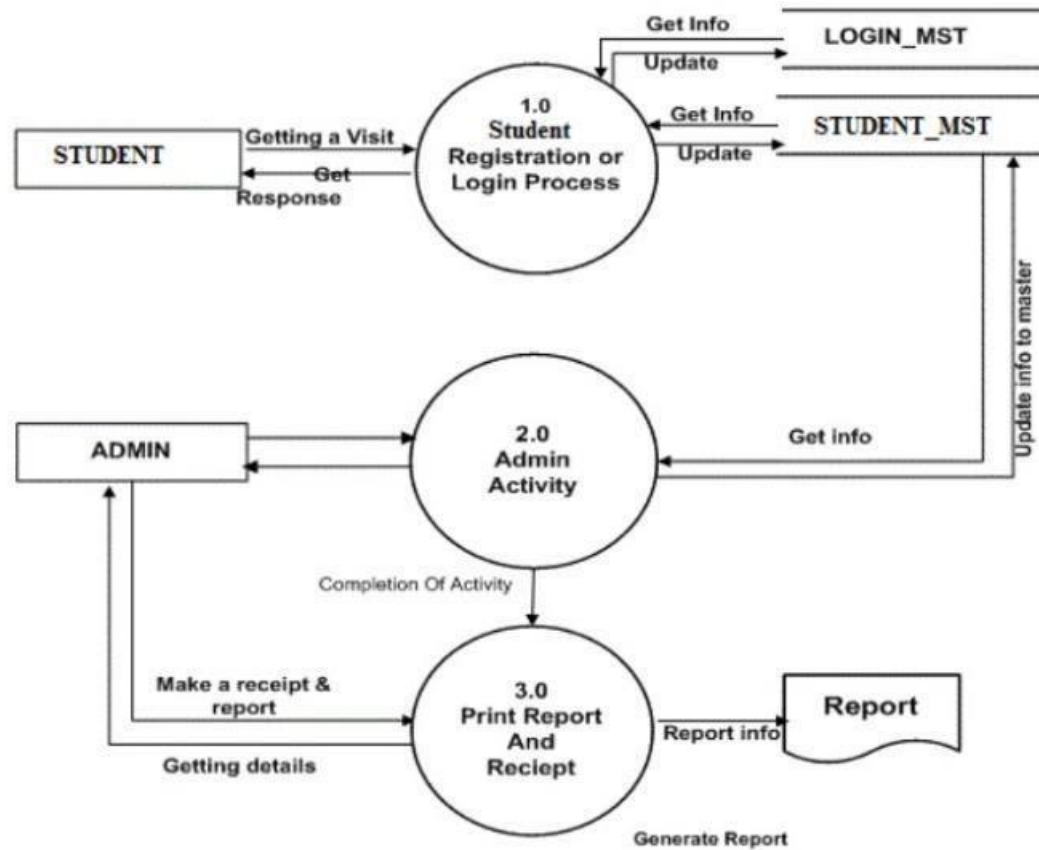 Get Info
LOGIN_MST
Update
1.0
Student
Registration or
Login Process
Get Info
STUDENT_MST
Update
STUDENT
Getting a Visit
Get
Response
Update info to master
ADMIN
2.0
Admin
Activity
Get info
Completion Of Activity
Make a receipt &
report
3.0
Print Report
And
Reciept
Report info
Report
Getting details
Generate Report